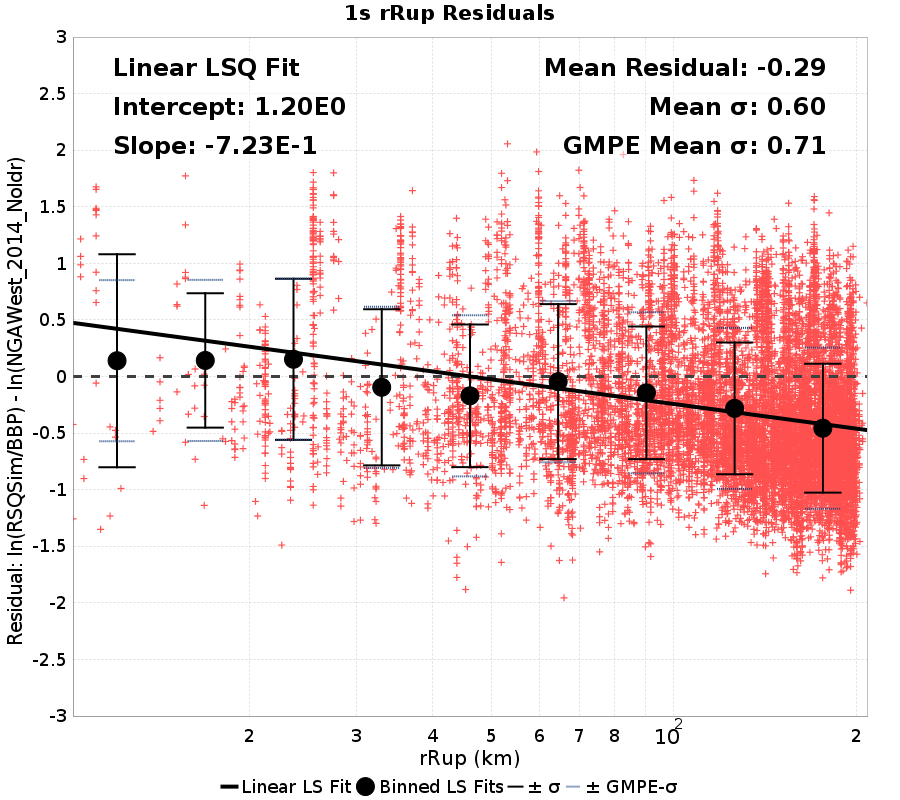 1s rRup Residuals
Linear LSQ Fit
Intercept: 1.20E0
Slope: -7.23E-1
Mean Residual: -0.29
Mean σ: 0.60
GMPE Mean σ: 0.71
Residual: ln(RSQSim/BBP) - ln(NGAWest_2014_NoIdr)
3
2.5
2
1.5
1
0.5
0
-0.5
-1
-1.5
-2
-2.5
-3
2 3 4 5 6 7 8 10² 2
rRup (km)
Linear LS Fit Binned LS Fits ± σ ± GMPE-σ